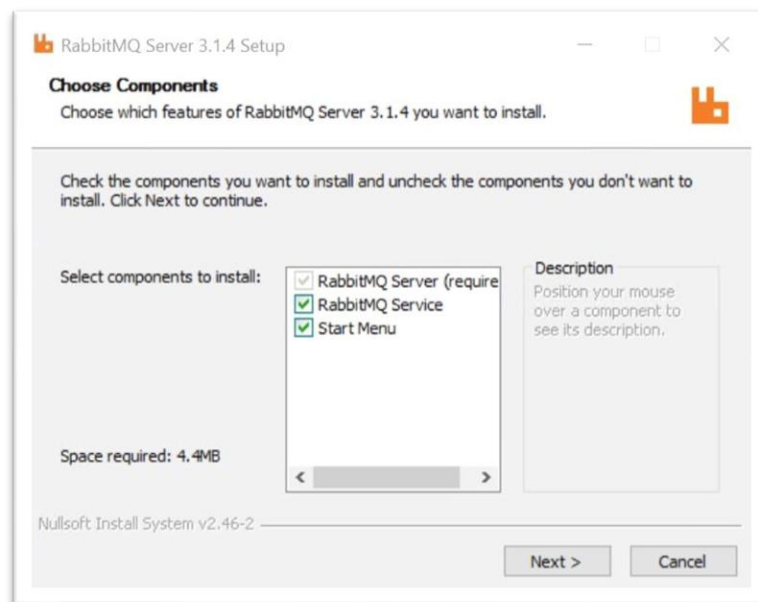 RabbitMQ Server 3.1.4 Setup
Choose Components
Choose which features of RabbitMQ Server 3.1.4 you want to install.
Check the components you want to install and uncheck the components you don't want to
install. Click Next to continue.
Select components to install:
RabbitMQ Server (require
RabbitMQ Service
Start Menu
Description
Position your mouse
over a component to
see its description.
Space required: 4.4MB
Nullsoft Install System v2.46-2
Next >
Cancel